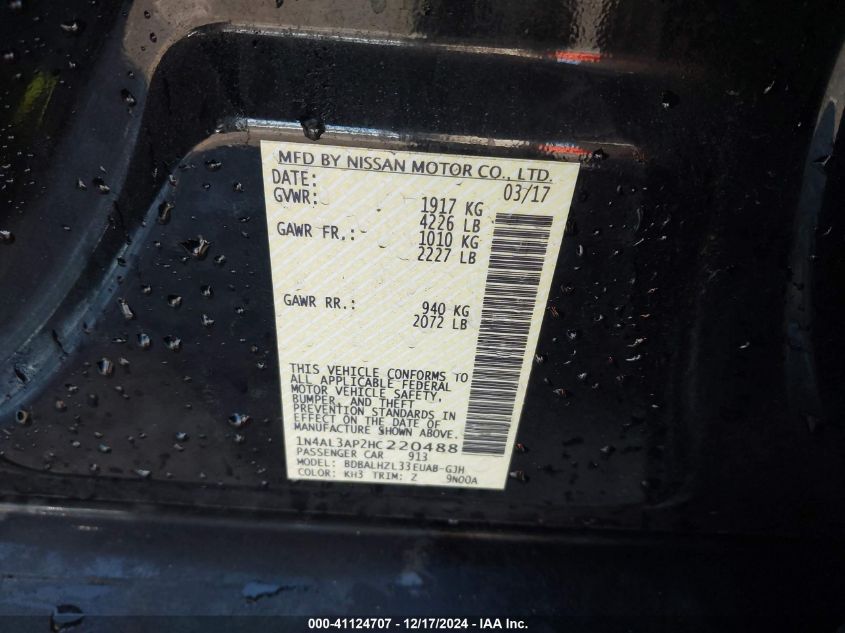 MFD BY NISSAN MOTOR CO., LTD.
DATE: 03/17
GVWR: 1917 KG
4226 LB
GAWR FR.: 1010 KG
2227 LB
GAWR RR.: 940 KG
2072 LB
THIS VEHICLE CONFORMS TO
ALL APPLICABLE FEDERAL
MOTOR VEHICLE SAFETY,
BUMPER, AND THEFT
PREVENTION STANDARDS IN
EFFECT ON THE DATE OF
MANUFACTURE SHOWN ABOVE.
1N4AL3AP2HC220488
PASSENGER CAR 913
MODEL: BDBALHZL33EUAB-GJH
COLOR: KH3 TRIM: Z 9N00A
000-41124707 - 12/17/2024 - IAA Inc.